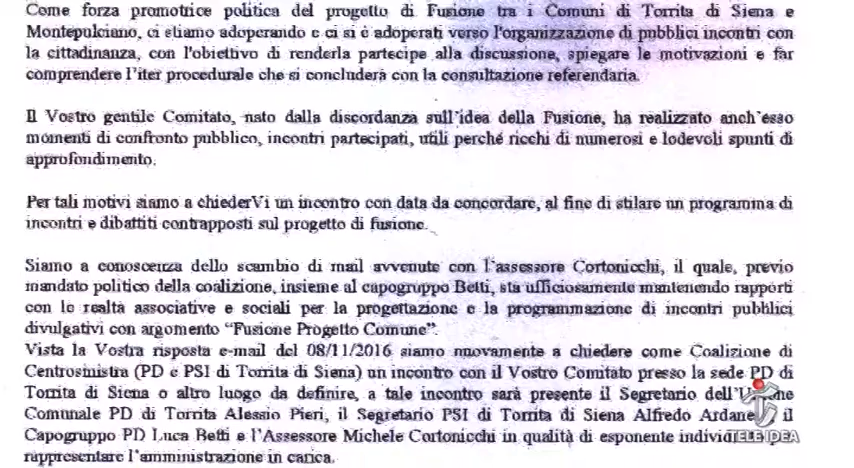 Come forza promotrice politica del progetto di Fusione tra i Comuni di Torrita di Siena e
Montepulciano, ci stiamo adoperando e ci si è adoperati verso l'organizzazione di pubblici incontri con
la cittadinanza, con l'obiettivo di renderla partecipe alla discussione, spiegare le motivazioni e far
comprendere l'iter procedurale che si concluderà con la consultazione referendaria.
Il Vostro gentile Comitato, nato dalla discordanza sull'idea della Fusione, ha realizzato anch'esso
momenti di confronto pubblico, incontri partecipati, utili perché ricchi di numerosi e lodevoli spunti di
approfondimento.
Per tali motivi siamo a chiederVi un incontro con data da concordare, al fine di stilare un programma di
incontri e dibattiti contrapposti sul progetto di fusione.
Siamo a conoscenza dello scambio di mail avvenute con l'assessore Cortonicchi, il quale, previo
mandato politico della coalizione, insieme al capogruppo Betti, sta ufficiosamente mantenendo rapporti
con le realtà associative e sociali per la progettazione e la programmazione di incontri pubblici
divulgativi con argomento “Fusione Progetto Comune”.
Vista la Vostra risposta e-mail del 08/11/2016 siamo nuovamente a chiedere come Coalizione di
Centrosinistra (PD e PSI di Torrita di Siena) un incontro con il Vostro Comitato presso la sede PD di
Torrita di Siena o altro luogo da definire, a tale incontro sarà presente il Segretario
Comunale PD di Torrita Alessio Pieri, il Segretario PSI di Torrita di Siena Alfredo il
Capogruppo PD Luca Betti e l'Assessore Michele Cortonicchi in qualità di esponente
rappresentare l'amministrazione in carica.
TELE IDEA